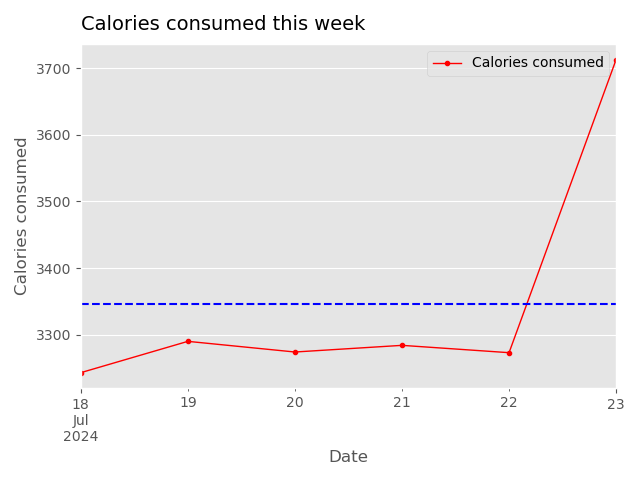 Calories consumed this week
Calories consumed
3700
3600
3500
3400
3300
Calories consumed
18
Jul
2024
19
20
21
22
23
Date